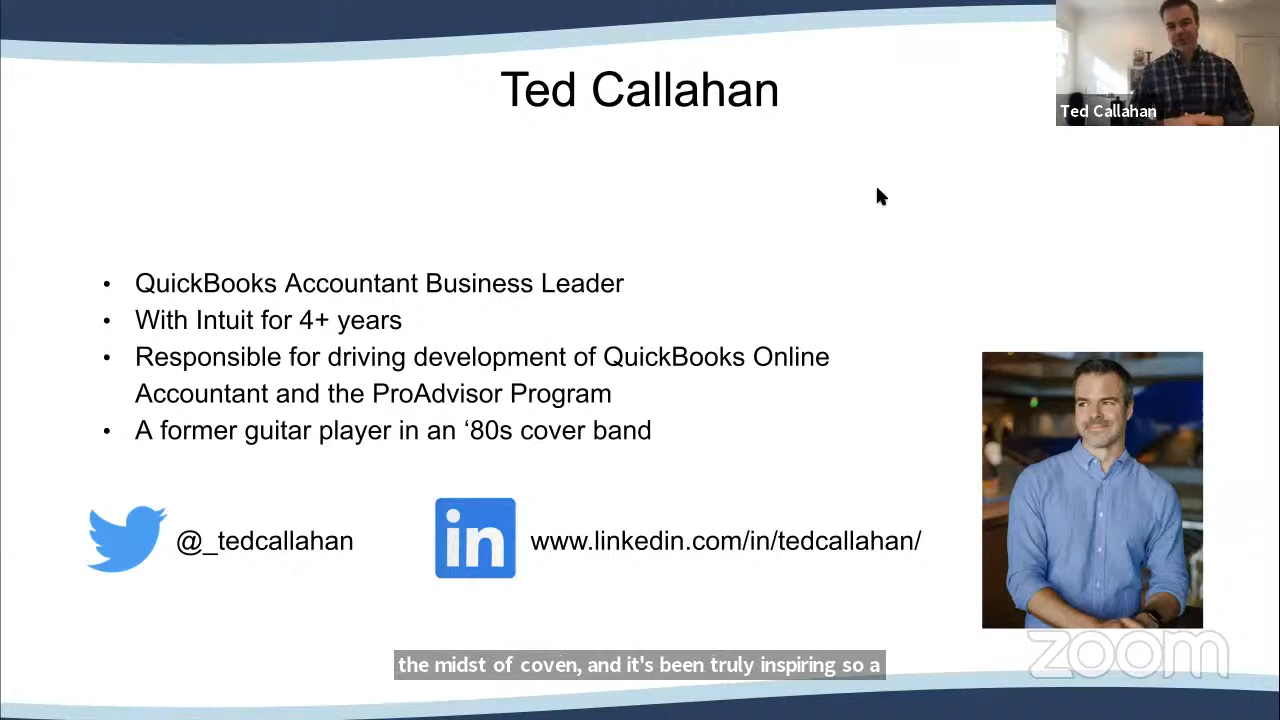 Ted Callahan
Ted Callahan
• QuickBooks Accountant Business Leader
• With Intuit for 4+ years
• Responsible for driving development of QuickBooks Online
Accountant and the ProAdvisor Program
• A former guitar player in an ‘80s cover band
@_tedcallahan
in
www.linkedin.com/in/tedcallahan/
zoom
the midst of coven, and it's been truly inspiring so a